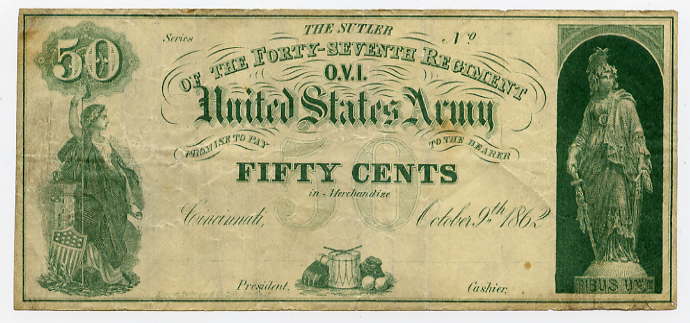 50
Series
THE SUTLER
No
OF THE FORTY-SEVENTH REGIMENT
O.V.I.
United States Army
PROMISE TO PAY
TO THE BEARER
50
FIFTY CENTS
in Merchandize
Cincinnati,
October 9th 1862
President.
Cashier.